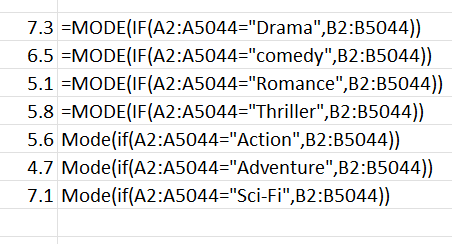 7.3 =MODE(IF(A2:A5044="Drama",B2:B5044))
6.5 =MODE(IF(A2:A5044="comedy",B2:B5044))
5.1 =MODE(IF(A2:A5044="Romance",B2:B5044))
5.8 =MODE(IF(A2:A5044="Thriller",B2:B5044))
5.6 Mode(if(A2:A5044="Action",B2:B5044))
4.7 Mode(if(A2:A5044="Adventure",B2:B5044))
7.1 Mode(if(A2:A5044="Sci-Fi",B2:B5044))